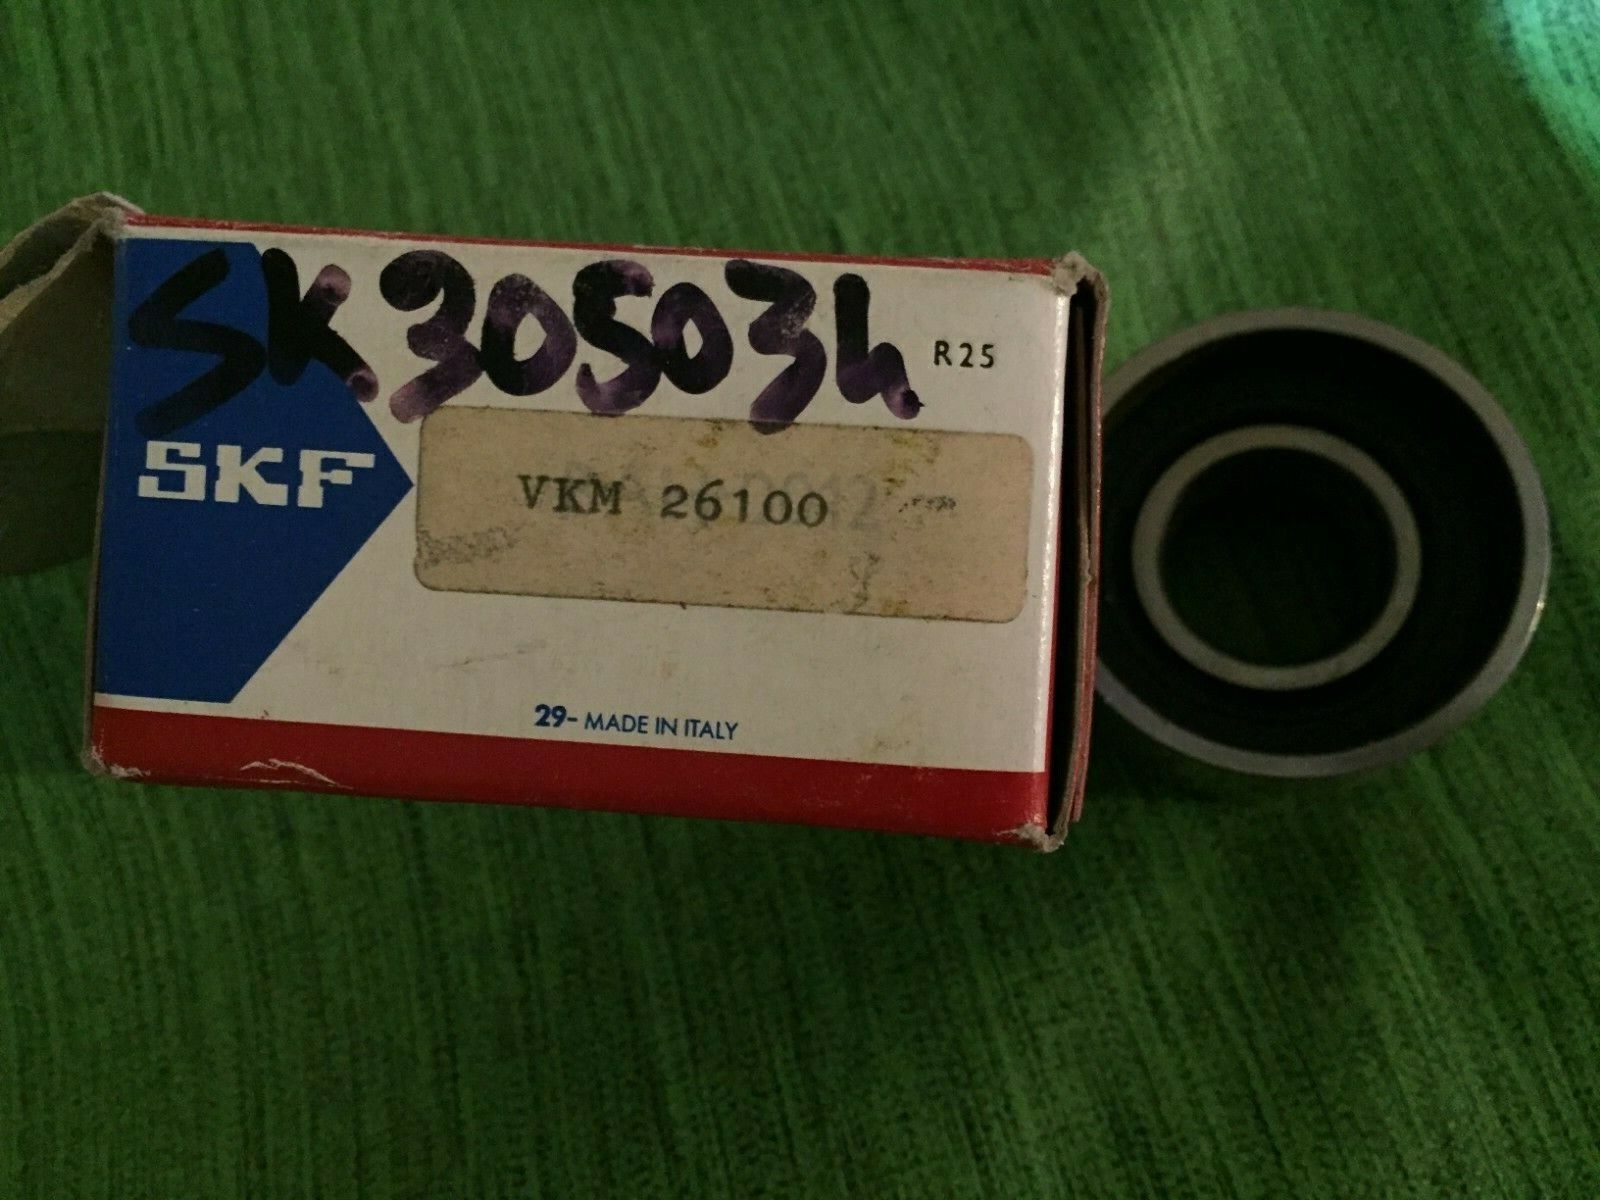 SK30503h
R25
SKF
VKM 26100
29- MADE IN ITALY